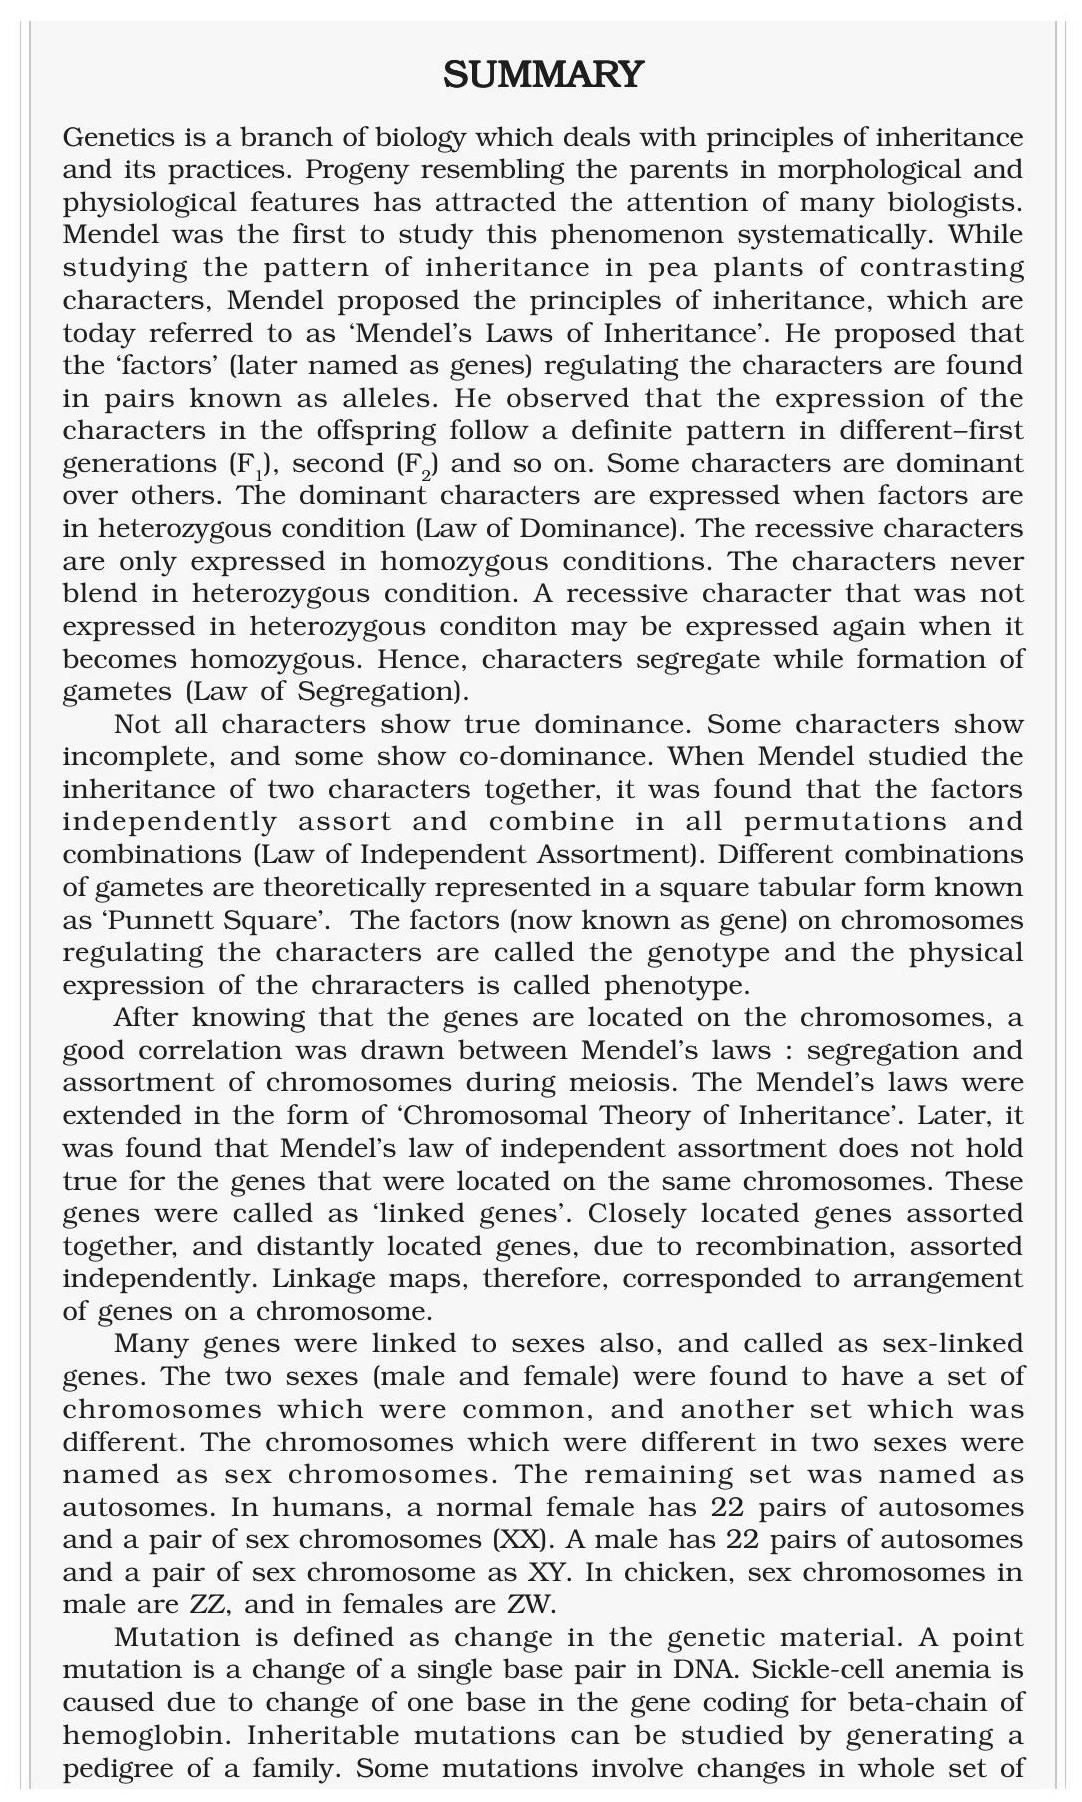 SUMMARY
Genetics is a branch of biology which deals with principles of inheritance
and its practices. Progeny resembling the parents in morphological and
physiological features has attracted the attention of many biologists.
Mendel was the first to study this phenomenon systematically. While
studying the pattern of inheritance in pea plants of contrasting
characters, Mendel proposed the principles of inheritance, which are
today referred to as ‘Mendel’s Laws of Inheritance’. He proposed that
the ‘factors’ (later named as genes) regulating the characters are found
in pairs known as alleles. He observed that the expression of the
characters in the offspring follow a definite pattern in different–first
generations (F₁), second (F₂) and so on. Some characters are dominant
over others. The dominant characters are expressed when factors are
in heterozygous condition (Law of Dominance). The recessive characters
are only expressed in homozygous conditions. The characters never
blend in heterozygous condition. A recessive character that was not
expressed in heterozygous conditon may be expressed again when it
becomes homozygous. Hence, characters segregate while formation of
gametes (Law of Segregation).
Not all characters show true dominance. Some characters show
incomplete, and some show co-dominance. When Mendel studied the
inheritance of two characters together, it was found that the factors
independently assort and combine in all permutations and
combinations (Law of Independent Assortment). Different combinations
of gametes are theoretically represented in a square tabular form known
as ‘Punnett Square’. The factors (now known as gene) on chromosomes
regulating the characters are called the genotype and the physical
expression of the chraracters is called phenotype.
After knowing that the genes are located on the chromosomes, a
good correlation was drawn between Mendel’s laws : segregation and
assortment of chromosomes during meiosis. The Mendel’s laws were
extended in the form of ‘Chromosomal Theory of Inheritance’. Later, it
was found that Mendel’s law of independent assortment does not hold
true for the genes that were located on the same chromosomes. These
genes were called as ‘linked genes’. Closely located genes assorted
together, and distantly located genes, due to recombination, assorted
independently. Linkage maps, therefore, corresponded to arrangement
of genes on a chromosome.
Many genes were linked to sexes also, and called as sex-linked
genes. The two sexes (male and female) were found to have a set of
chromosomes which were common, and another set which was
different. The chromosomes which were different in two sexes were
named as sex chromosomes. The remaining set was named as
autosomes. In humans, a normal female has 22 pairs of autosomes
and a pair of sex chromosomes (XX). A male has 22 pairs of autosomes
and a pair of sex chromosome as XY. In chicken, sex chromosomes in
male are ZZ, and in females are ZW.
Mutation is defined as change in the genetic material. A point
mutation is a change of a single base pair in DNA. Sickle-cell anemia is
caused due to change of one base in the gene coding for beta-chain of
hemoglobin. Inheritable mutations can be studied by generating a
pedigree of a family. Some mutations involve changes in whole set of